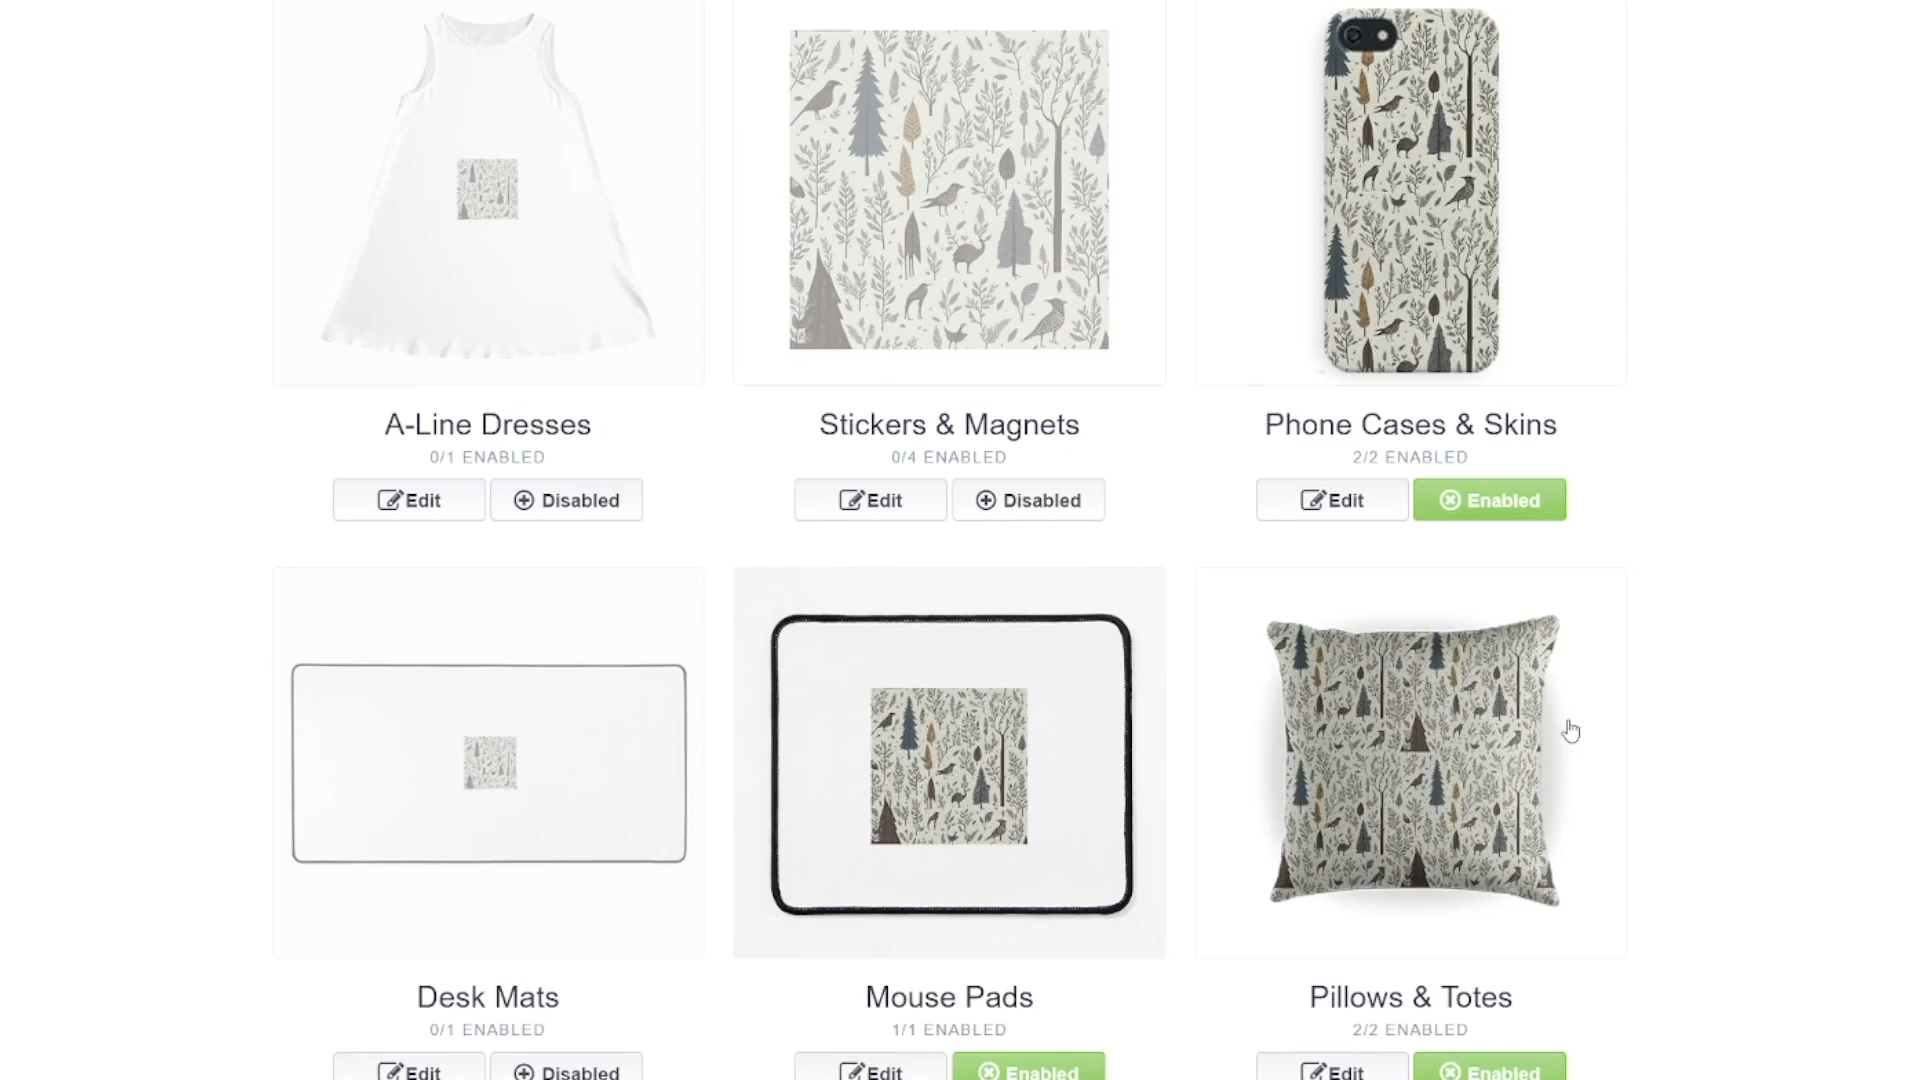 A-Line Dresses
0/1 ENABLED
Edit
Disabled
Stickers & Magnets
0/4 ENABLED
Edit
Disabled
Phone Cases & Skins
2/2 ENABLED
Edit
Enabled
Desk Mats
0/1 ENABLED
Edit
Disabled
Mouse Pads
1/1 ENABLED
Edit
Enabled
Pillows & Totes
2/2 ENABLED
Edit
Enabled